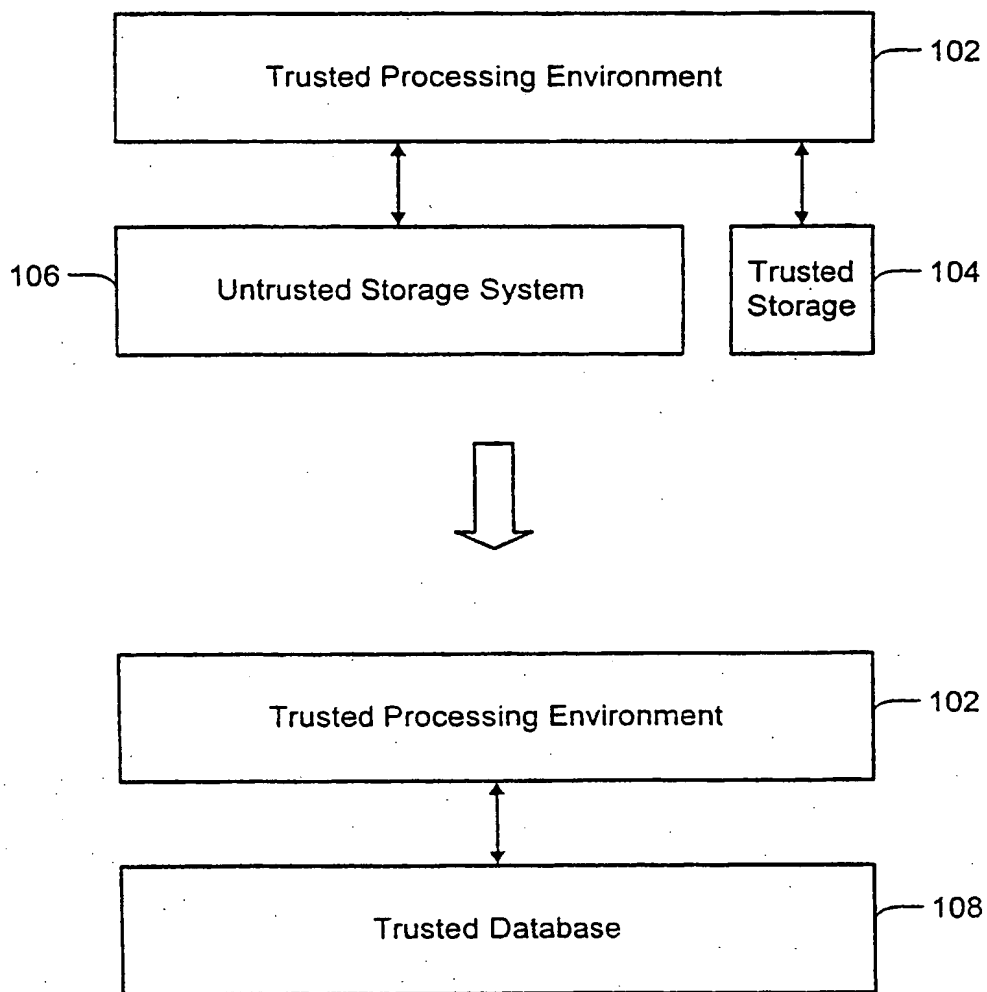 Trusted Processing Environment
102
106
Untrusted Storage System
Trusted
Storage
104
Trusted Processing Environment
102
Trusted Database
108